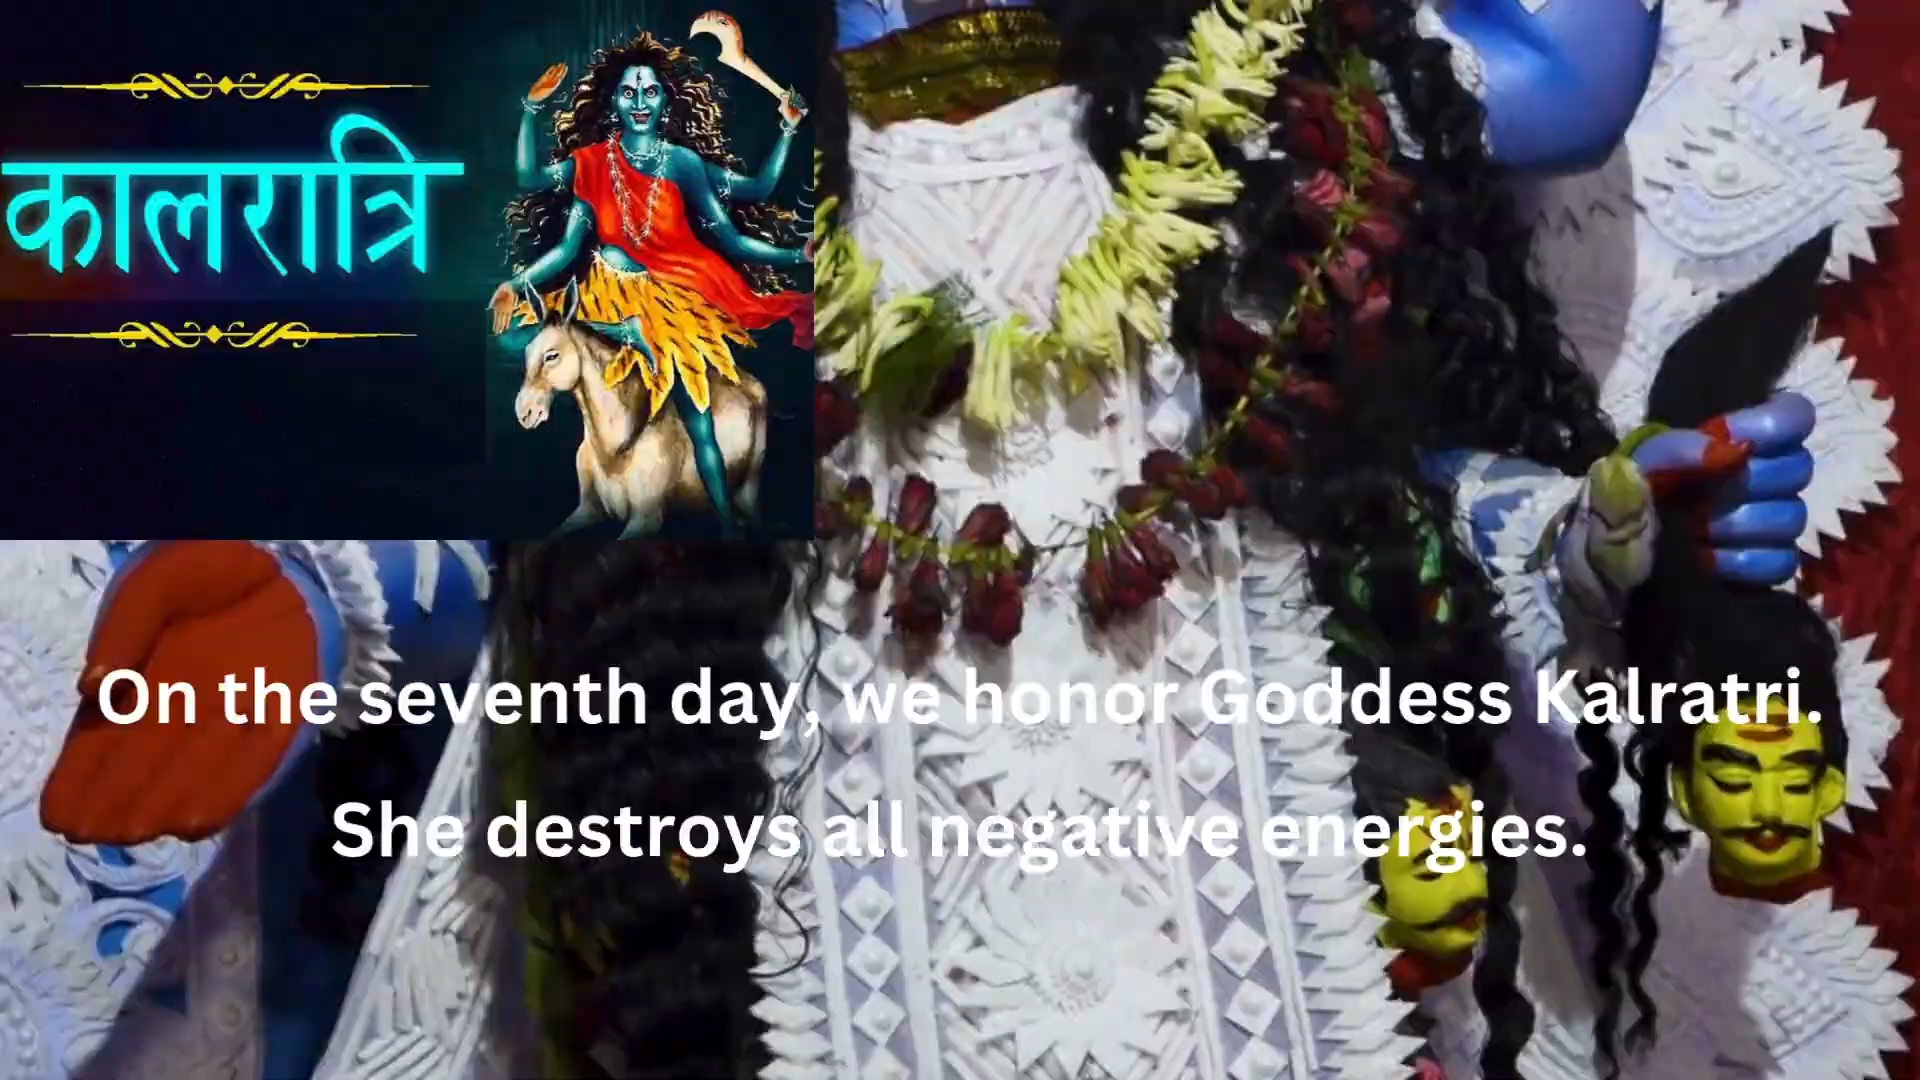 कालरात्रि
On the seventh day, we honor Goddess Kalratri.
She destroys all negative energies.